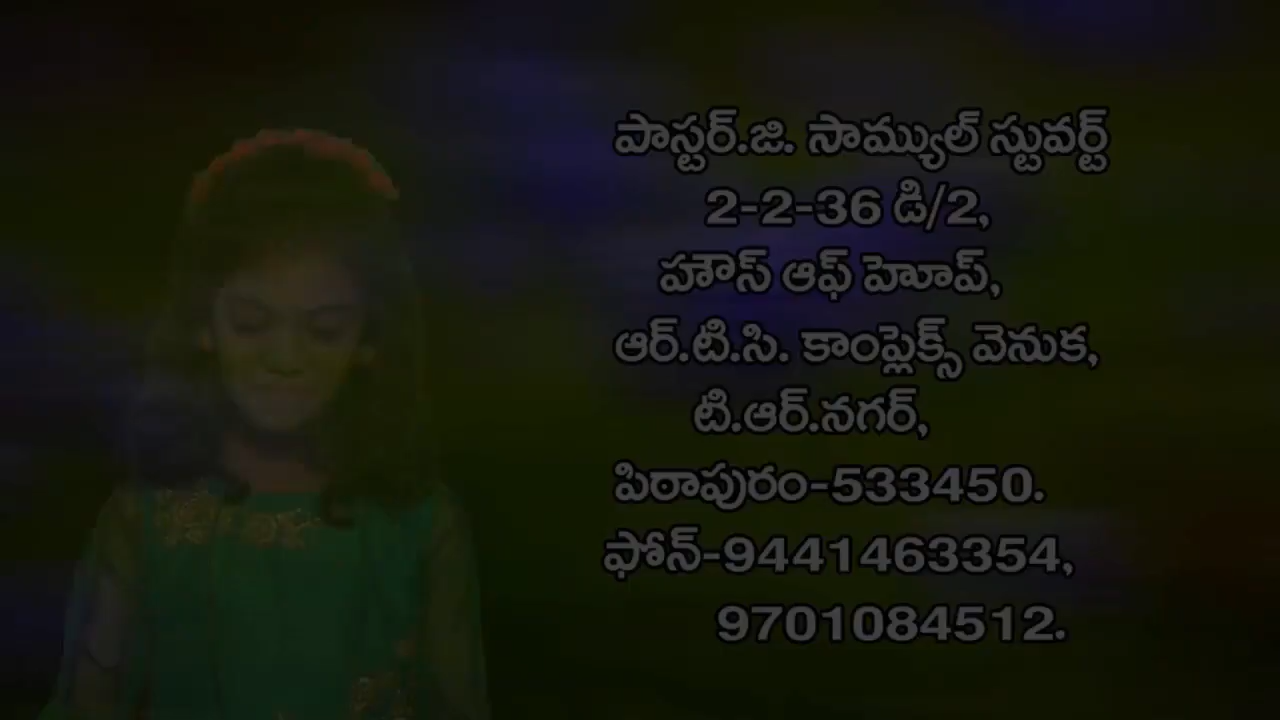 పాస్టర్.జి. సామ్యుల్ స్టువర్ట్
2-2-36 డి/2,
హౌస్ ఆఫ్ హెూప్,
ఆర్.టి.సి. కాంప్లెక్స్ వెనుక,
టి.ఆర్.నగర్,
పిఠాపురం-533450.
ఫోన్-9441463354,
9701084512.